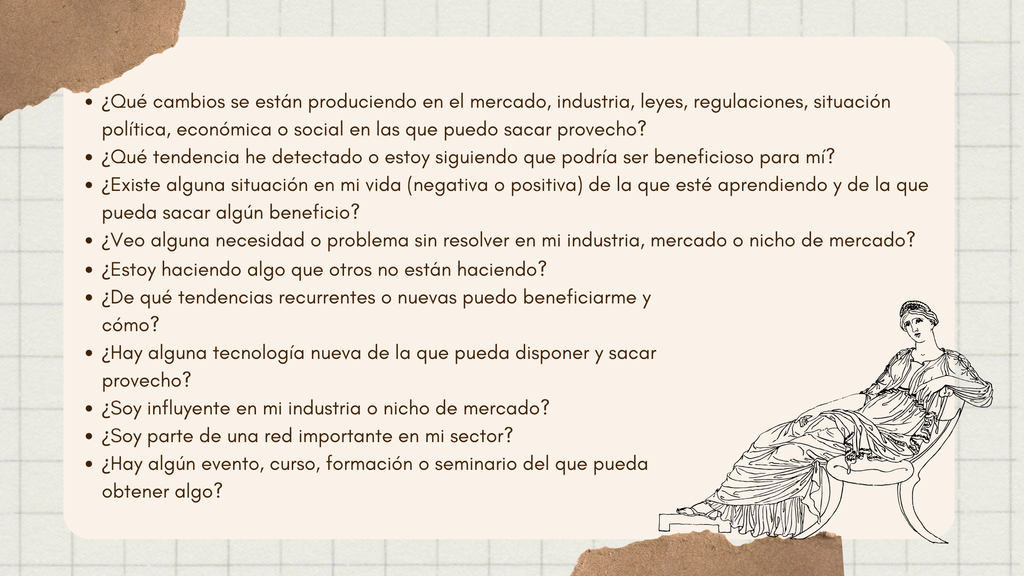 • ¿Qué cambios se están produciendo en el mercado, industria, leyes, regulaciones, situación
política, económica o social en las que puedo sacar provecho?
• ¿Qué tendencia he detectado o estoy siguiendo que podría ser beneficioso para mí?
• ¿Existe alguna situación en mi vida (negativa o positiva) de la que esté aprendiendo y de la que
pueda sacar algún beneficio?
• ¿Veo alguna necesidad o problema sin resolver en mi industria, mercado o nicho de mercado?
• ¿Estoy haciendo algo que otros no están haciendo?
• ¿De qué tendencias recurrentes o nuevas puedo beneficiarme y
cómo?
• ¿Hay alguna tecnología nueva de la que pueda disponer y sacar
provecho?
• ¿Soy influyente en mi industria o nicho de mercado?
• ¿Soy parte de una red importante en mi sector?
• ¿Hay algún evento, curso, formación o seminario del que pueda
obtener algo?